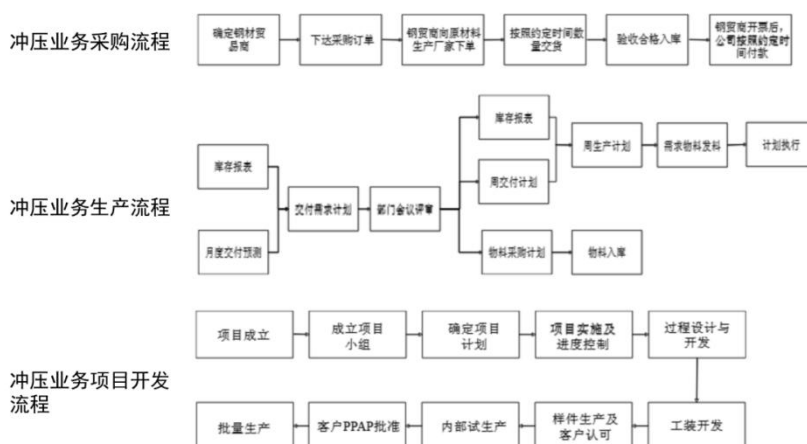 冲压业务采购流程
确定钢材贸
易商
下达采购订单
钢贸商向原材料
生产厂家下单
按照约定时间数
量交货
验收合格入库
钢贸商开票后，
公司按照约定时
间付款
冲压业务生产流程
库存报表
月度交付预测
交付需求计划
部门会议评审
库存报表
周交付计划
物料采购计划
周生产计划
物料入库
需求物料发料
计划执行
冲压业务项目开发
流程
项目成立
成立项目
小组
确定项目
计划
项目实施及
进度控制
过程设计与
开发
批量生产
客户PPAP批准
内部试生产
样件生产及
客户认可
工装开发